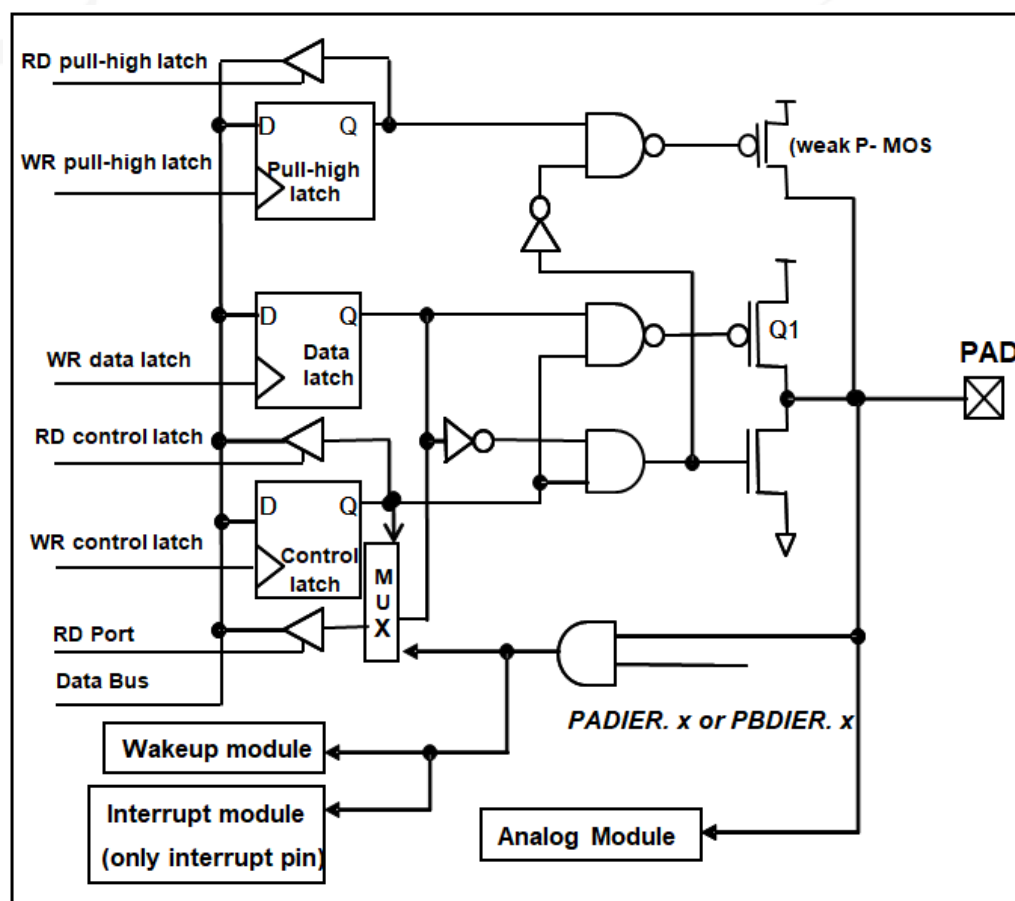 RD pull-high latch
D
Q
(weak P- MOS
WR pull-high latch
Pull-high
latch
D
Q
Q1
Data
latch
PAD
WR data latch
RD control latch
D
Q
WR control latch
Control
latch
M
U
X
RD Port
Data Bus
PADIER. x or PBDIER. x
Wakeup module
Interrupt module
(only interrupt pin)
Analog Module